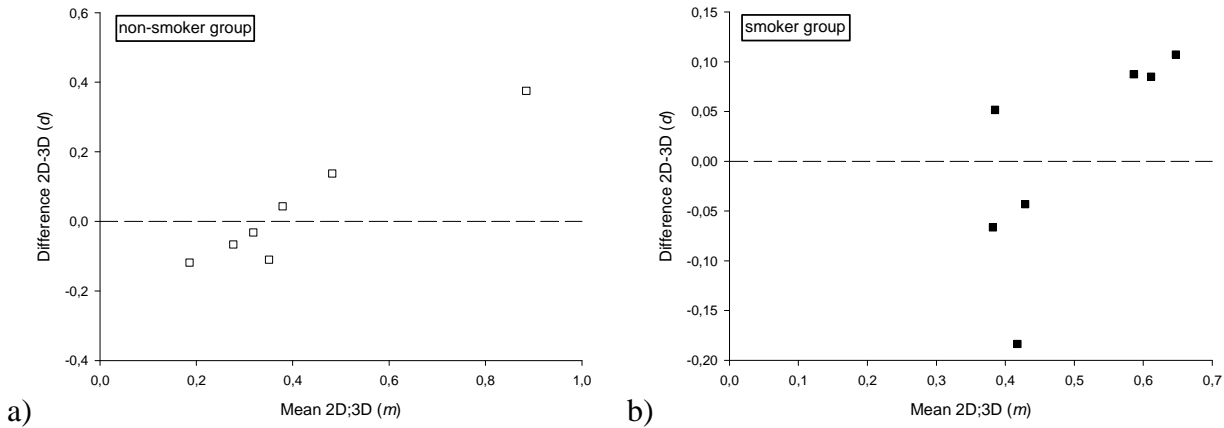 non-smoker group
Difference 2D-3D (d)
0,6
0,4
0,2
0,0
-0,2
-0,4
0,0 0,2 0,4 0,6 0,8 1,0
Mean 2D;3D (m)
a)
smoker group
Difference 2D-3D (d)
0,15
0,10
0,05
0,00
-0,05
-0,10
-0,15
-0,20
0,0 0,1 0,2 0,3 0,4 0,5 0,6 0,7
Mean 2D;3D (m)
b)